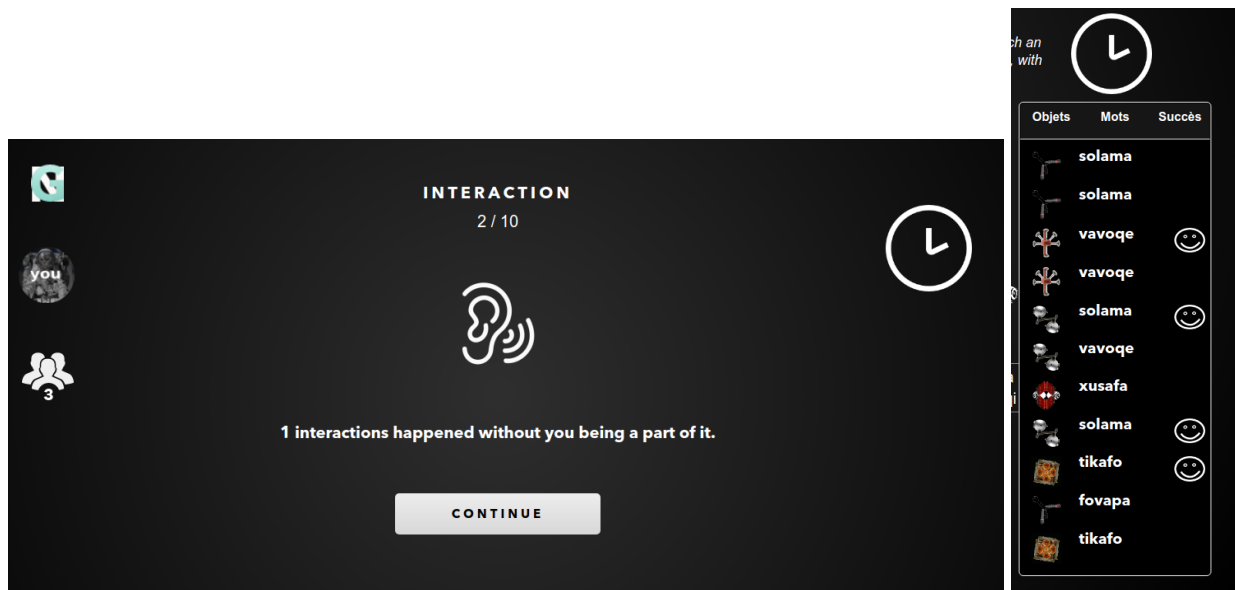 G
INTERACTION
2 / 10
you
3
1 interactions happened without you being a part of it.
CONTINUE
ch an
, with
Objets Mots Succès
solama
solama
vavoqe
vavoqe
solama
vavoqe
xusafa
solama
tikafo
fovapa
tikafo